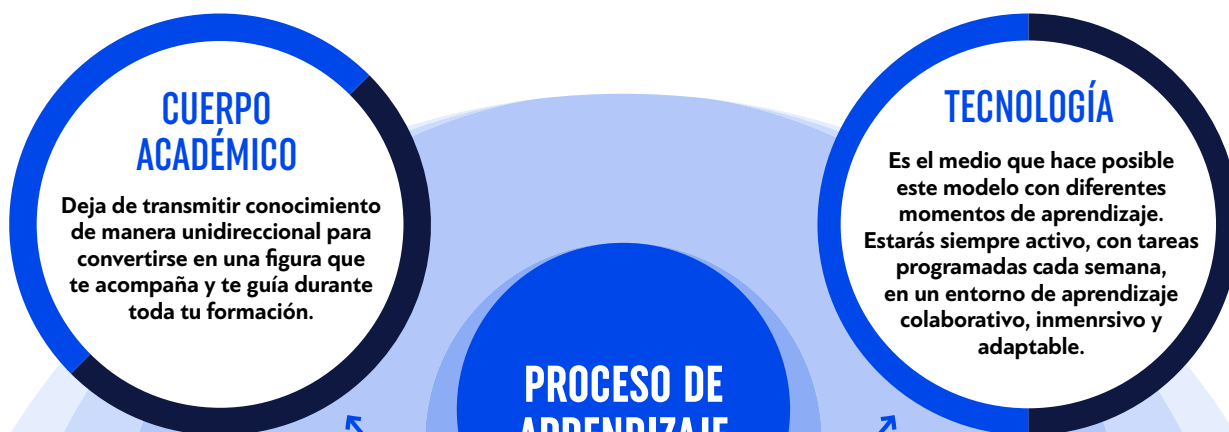 CUERPO
ACADÉMICO
Deja de transmitir conocimiento
de manera unidireccional para
convertirse en una figura que
te acompaña y te guía durante
toda tu formación.
TECNOLOGÍA
Es el medio que hace posible
este modelo con diferentes
momentos de aprendizaje.
Estarás siempre activo, con tareas
programadas cada semana,
en un entorno de aprendizaje
colaborativo, inmenrsivo y
adaptable.
PROCESO DE
APRENDIZAJE